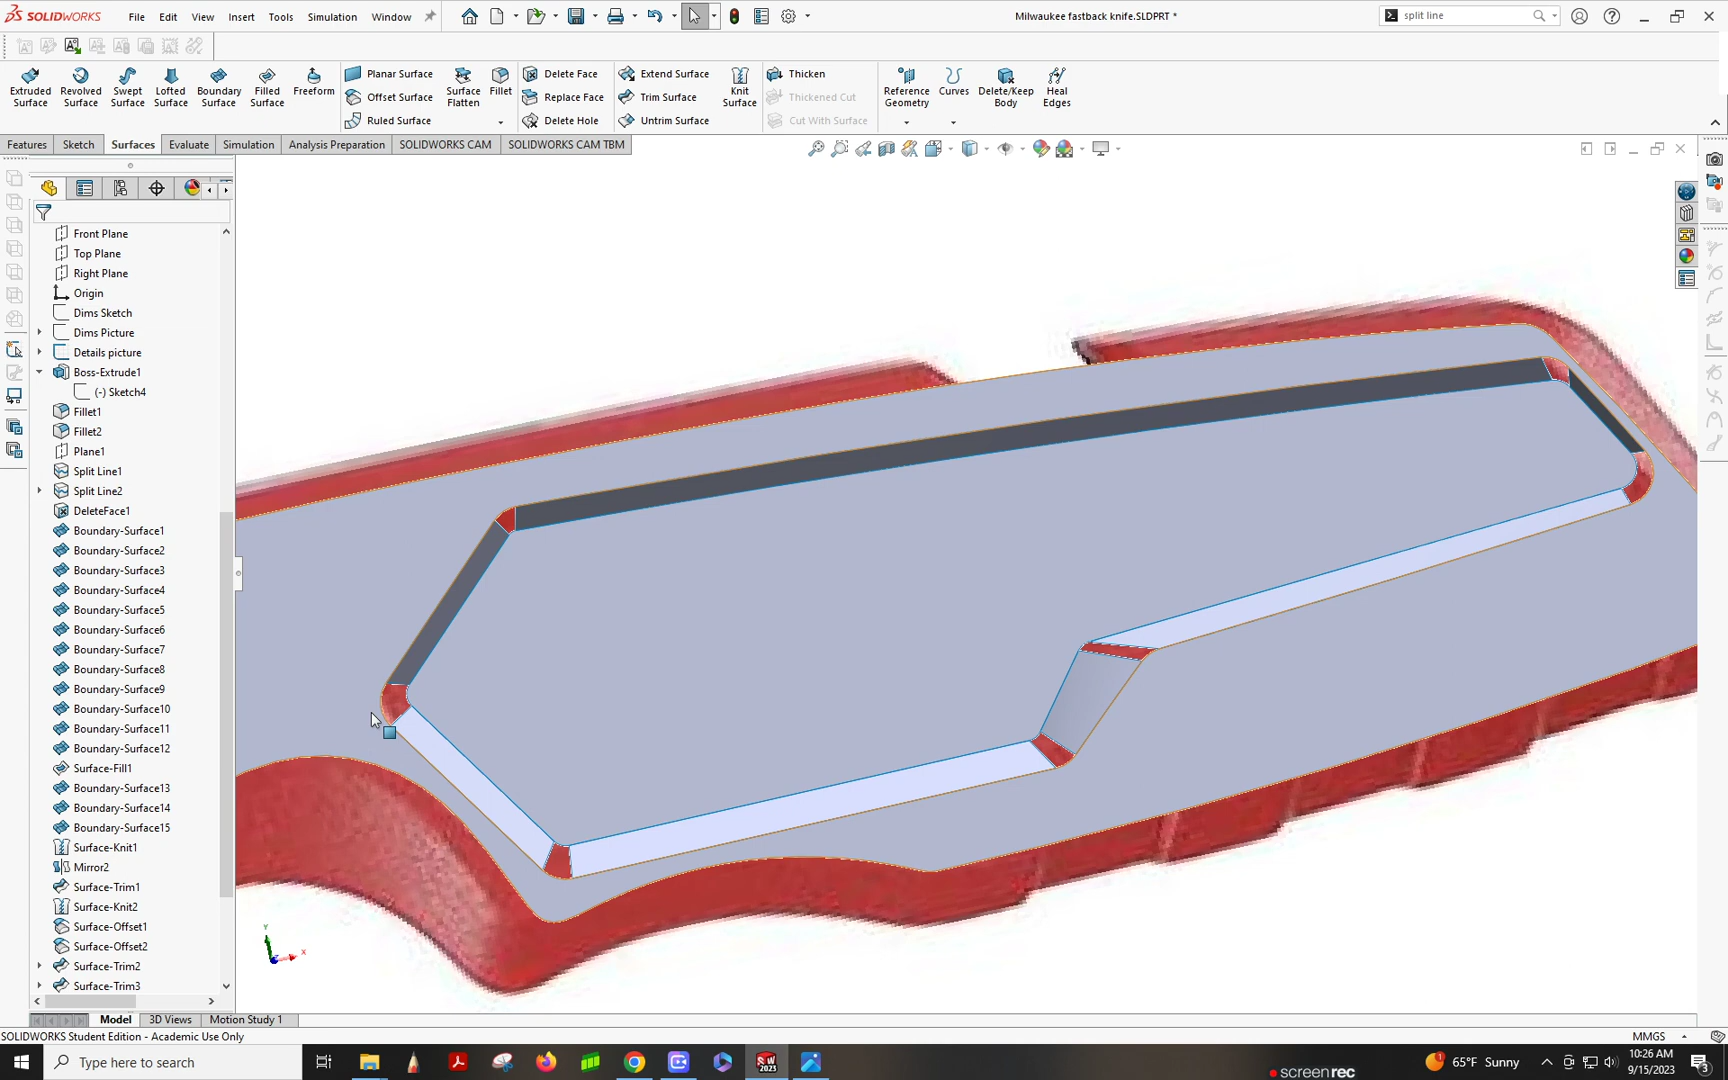 SOLIDWORKS File Edit View Insert Tools Simulation Window
Milwaukee fastback knife.SLDPRT *
split line
Extruded Surface
Revolved Surface
Swept Surface
Lofted Surface
Boundary Surface
Filled Surface
Freeform
Planar Surface
Offset Surface
Ruled Surface
Surface Flatten
Fillet
Delete Face
Replace Face
Delete Hole
Extend Surface
Trim Surface
Untrim Surface
Knit Surface
Thicken
Thickened Cut
Cut With Surface
Reference Geometry
Curves
Delete/Keep Body
Heal Edges
Features Sketch Surfaces Evaluate Simulation Analysis Preparation SOLIDWORKS CAM SOLIDWORKS CAM TBM
Front Plane
Top Plane
Right Plane
Origin
Dims Sketch
Dims Picture
Details picture
Boss-Extrude1
(-) Sketch4
Fillet1
Fillet2
Plane1
Split Line1
Split Line2
DeleteFace1
Boundary-Surface1
Boundary-Surface2
Boundary-Surface3
Boundary-Surface4
Boundary-Surface5
Boundary-Surface6
Boundary-Surface7
Boundary-Surface8
Boundary-Surface9
Boundary-Surface10
Boundary-Surface11
Boundary-Surface12
Surface-Fill1
Boundary-Surface13
Boundary-Surface14
Boundary-Surface15
Surface-Knit1
Mirror2
Surface-Trim1
Surface-Knit2
Surface-Offset1
Surface-Offset2
Surface-Trim2
Surface-Trim3
Y
X
Model 3D Views Motion Study 1
SOLIDWORKS Student Edition - Academic Use Only
MMGS
Type here to search
SW 2023
screenrec
65°F Sunny
10:26 AM
9/15/2023
3